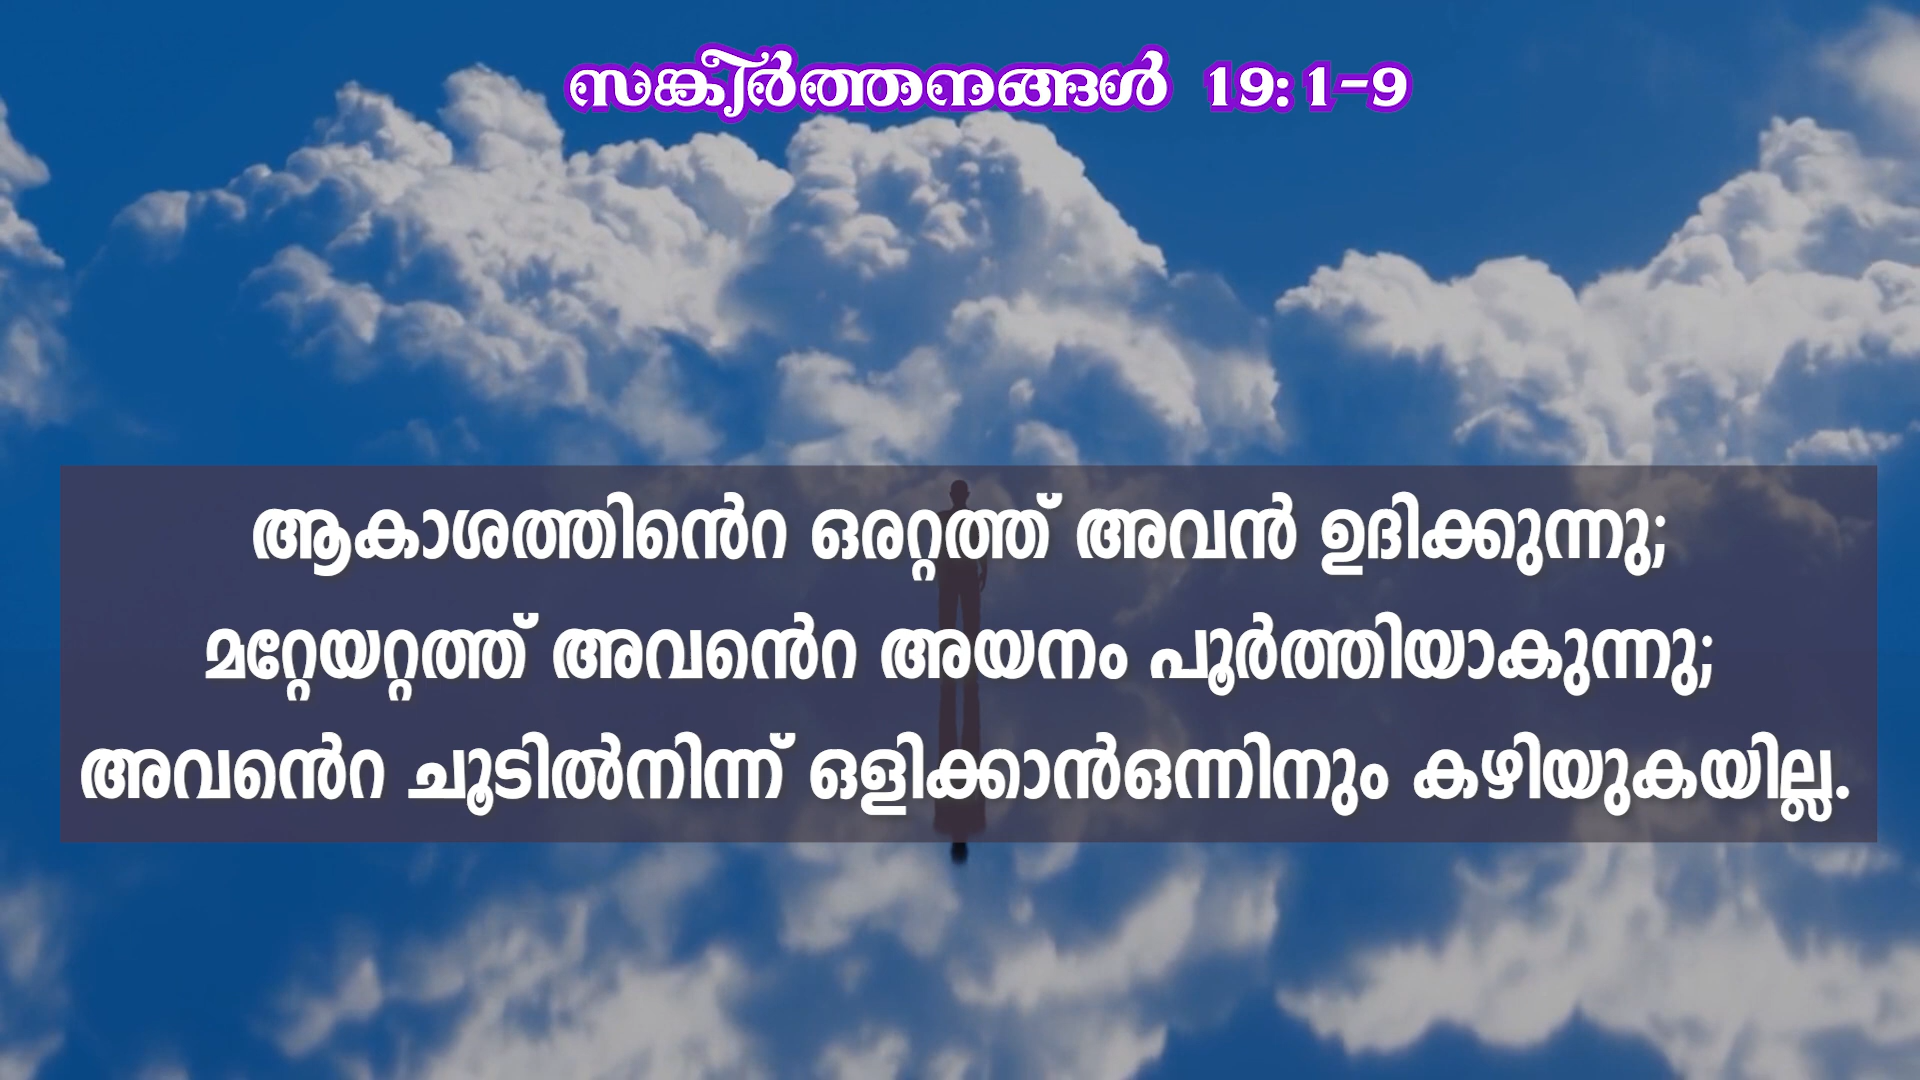 സങ്കീർത്തനങ്ങൾ 19:1-9
ആകാശത്തിൻെറ ഒരറ്റത്ത് അവൻ ഉദിക്കുന്നു;
മറ്റേയറ്റത്ത് അവൻെറ അയനം പൂർത്തിയാകുന്നു;
അവൻെറ ചൂടിൽനിന്ന് ഒളിക്കാൻഒന്നിനും കഴിയുകയില്ല.